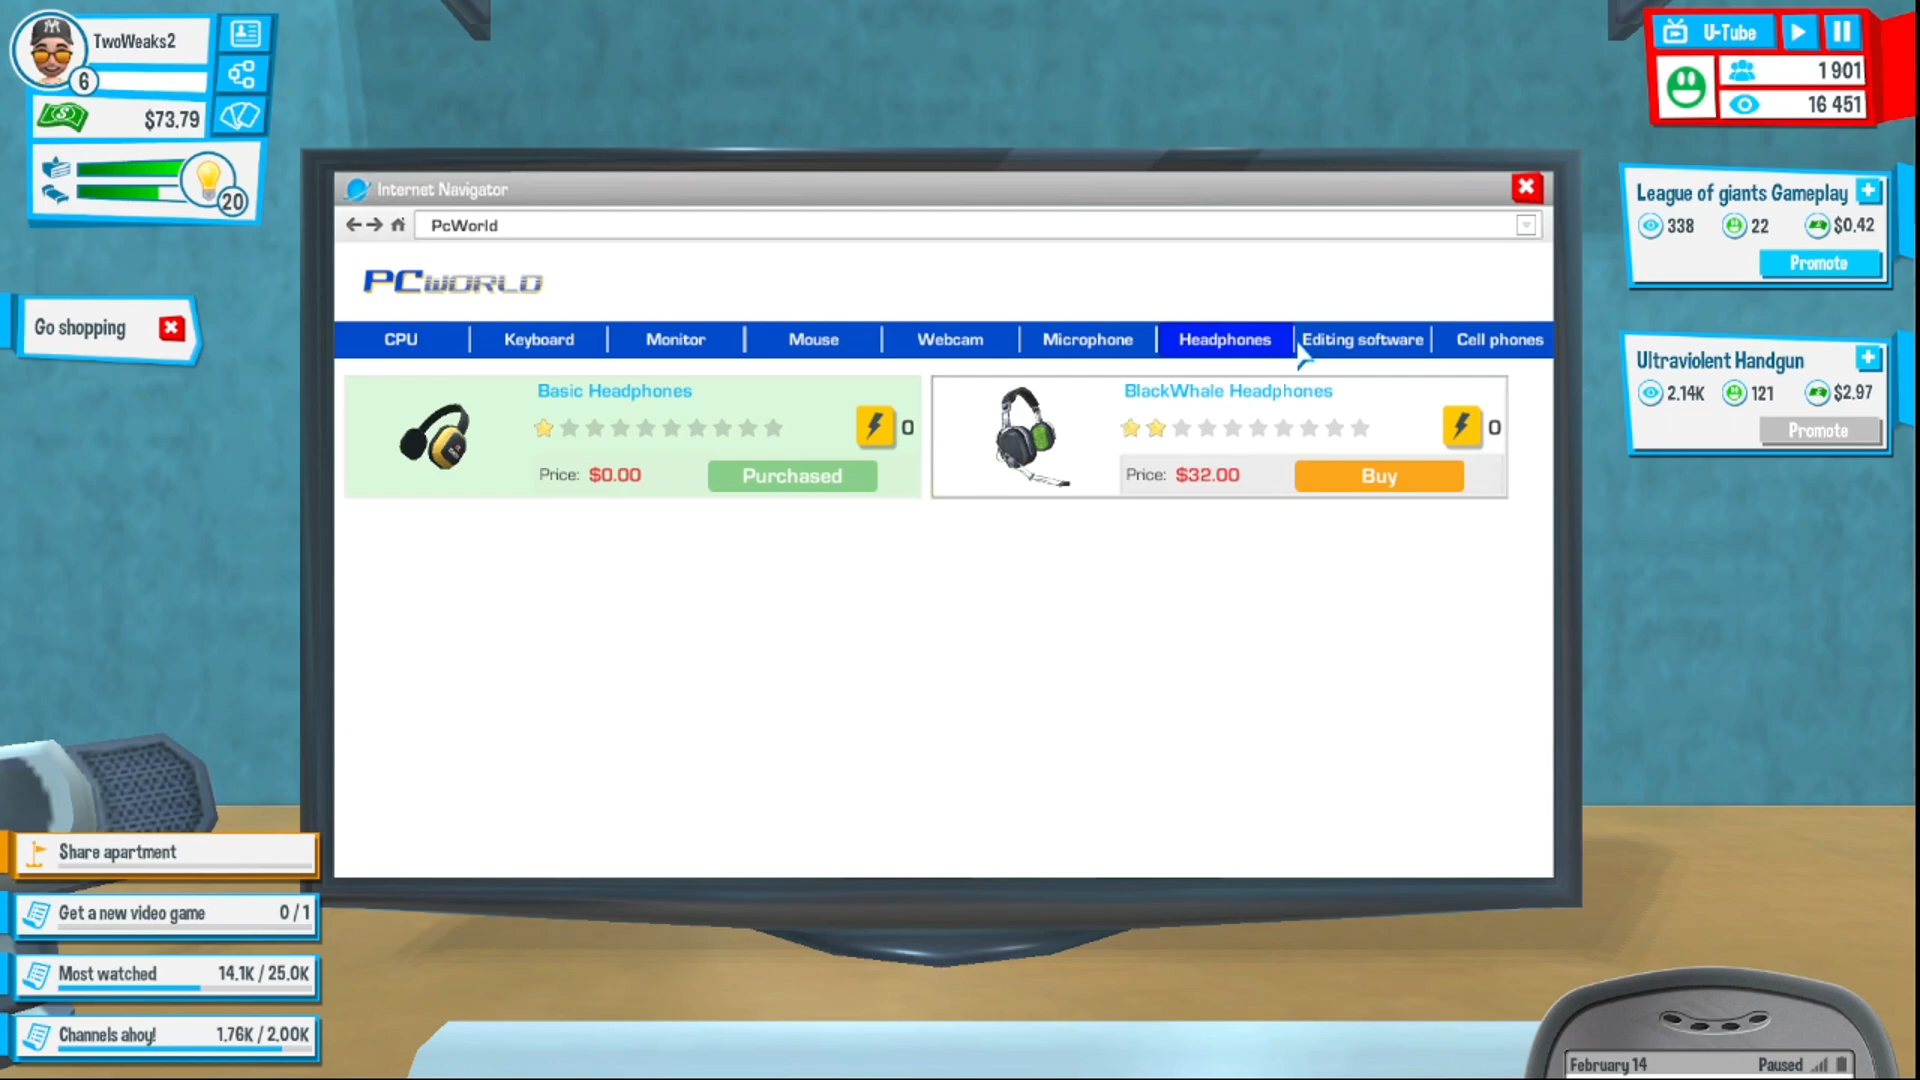 TwoWeaks2
6
$73.79
20
U-Tube
1 901
16 451
Internet Navigator
PcWorld
PCWORLD
CPU
Keyboard
Monitor
Mouse
Webcam
Microphone
Headphones
Editing software
Cell phones
Basic Headphones
0
Price: $0.00
Purchased
BlackWhale Headphones
0
Price: $32.00
Buy
League of giants Gameplay
338
22
$0.42
Promote
Ultraviolent Handgun
2.14K
121
$2.97
Promote
Go shopping
Share apartment
Get a new video game 0/1
Most watched 14.1K / 25.0K
Channels ahoy! 1.76K / 2.00K
February 14
Paused